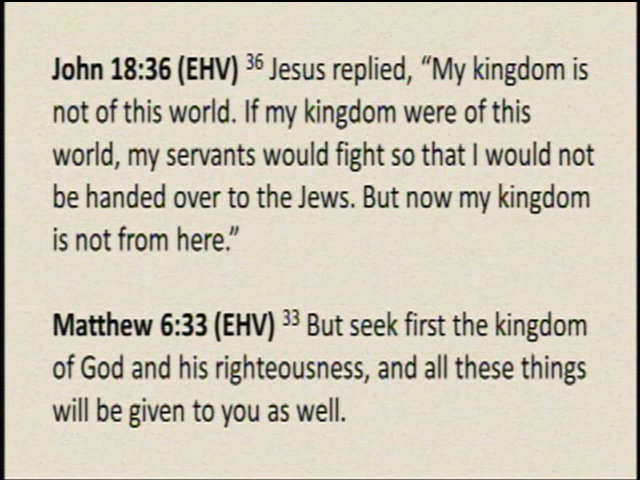 John 18:36 (EHV) 36 Jesus replied, “My kingdom is
not of this world. If my kingdom were of this
world, my servants would fight so that I would not
be handed over to the Jews. But now my kingdom
is not from here.”
Matthew 6:33 (EHV) 33 But seek first the kingdom
of God and his righteousness, and all these things
will be given to you as well.